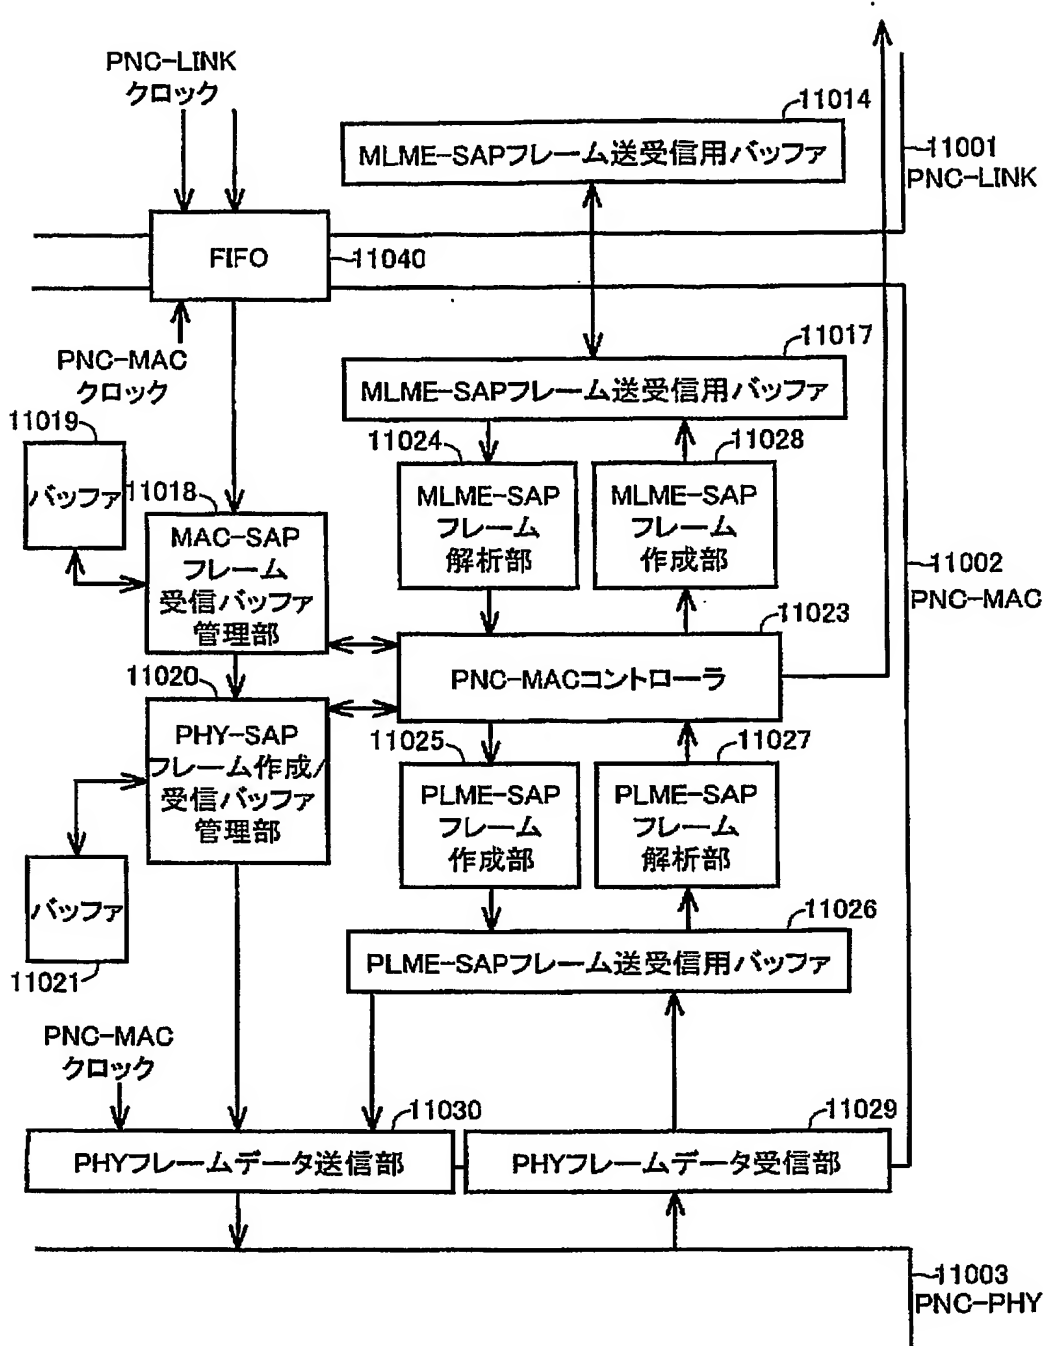 PNC-LINK
クロック
11014
MLME-SAPフレーム送受信用バッファ
11001
PNC-LINK
FIFO
11040
PNC-MAC
クロック
11017
MLME-SAPフレーム送受信用バッファ
11019
バッファ
11018
MAC-SAP
フレーム
受信バッファ
管理部
11024
MLME-SAP
フレーム
解析部
11028
MLME-SAP
フレーム
作成部
11002
PNC-MAC
11023
PNC-MACコントローラ
11020
PHY-SAP
フレーム作成/
受信バッファ
管理部
11025
PLME-SAP
フレーム
作成部
11027
PLME-SAP
フレーム
解析部
バッファ
11021
11026
PLME-SAPフレーム送受信用バッファ
PNC-MAC
クロック
11030
PHYフレームデータ送信部
11029
PHYフレームデータ受信部
11003
PNC-PHY